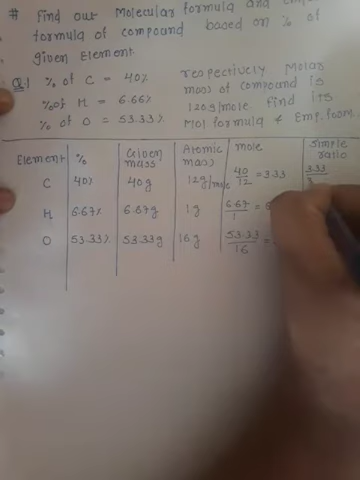 # Find out Molecular formula and
formula of compound based on % of
given Element
Q.1 % of C = 40% respectively Molar
% of H = 6.66% mass of compound is
% of O = 53.33% 120g/mole find its
Mol formula & Emp. foom..
Element % Given mass Atomic mass mole Simple ratio
C 40% 40g 12g/mole 40/12 = 3.33 3.33
H 6.67% 6.67g 1g 6.67/1 =
O 53.33% 53.33g 16g 53.33/16 =